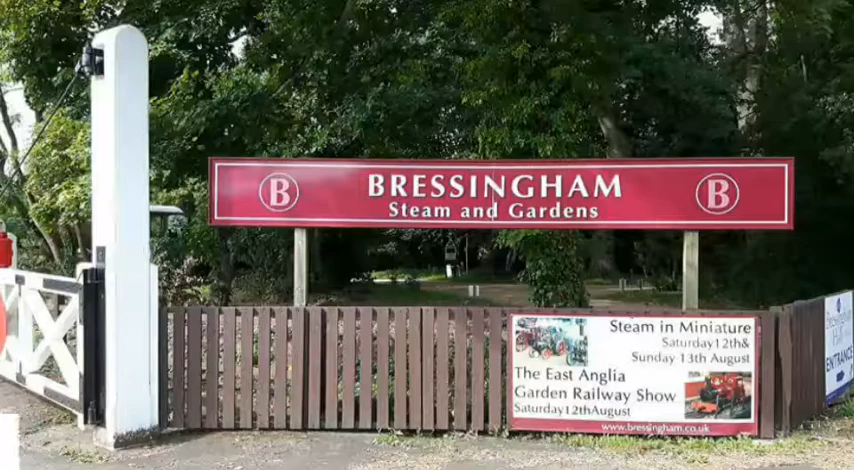 B BRESSINGHAM B
Steam and Gardens
Steam in Miniature
Saturday 12th&
Sunday 13th August
The East Anglia
Garden Railway Show
Saturday12thAugust
www.bressingham.co.uk
ENTRANCE